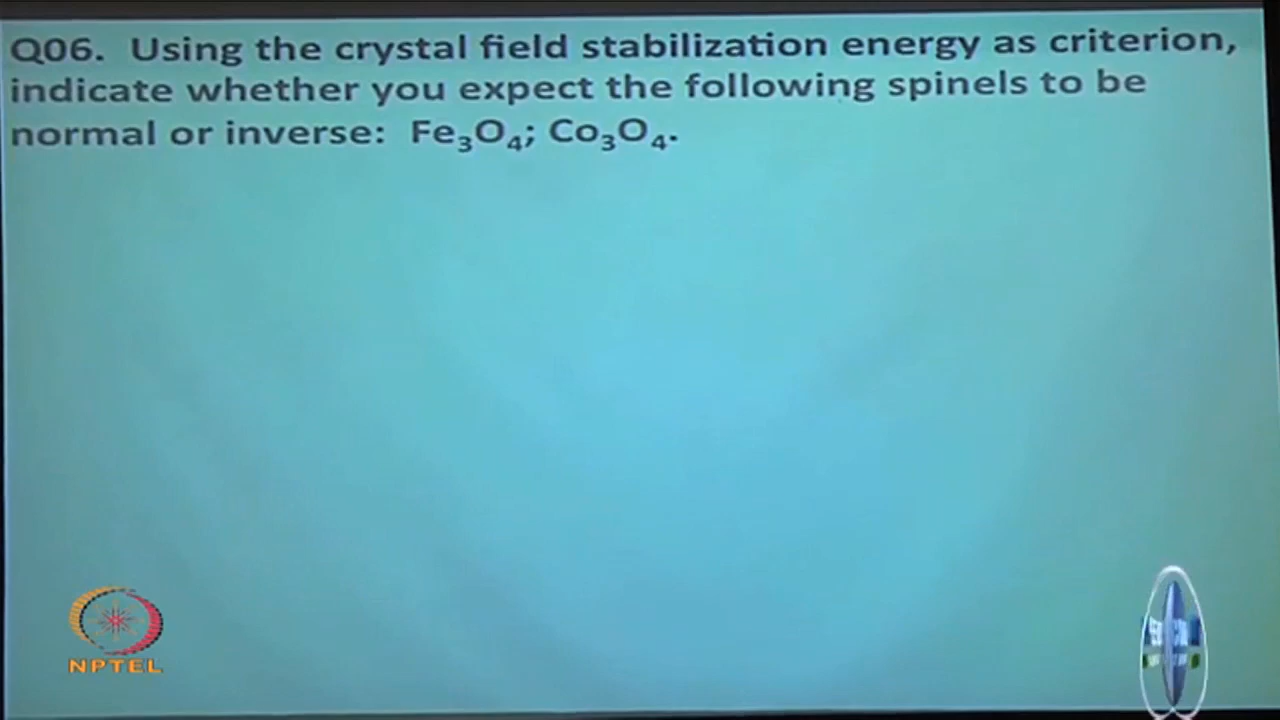 Q06. Using the crystal field stabilization energy as criterion,
indicate whether you expect the following spinels to be
normal or inverse: Fe₃O₄; Co₃O₄.
NPTEL